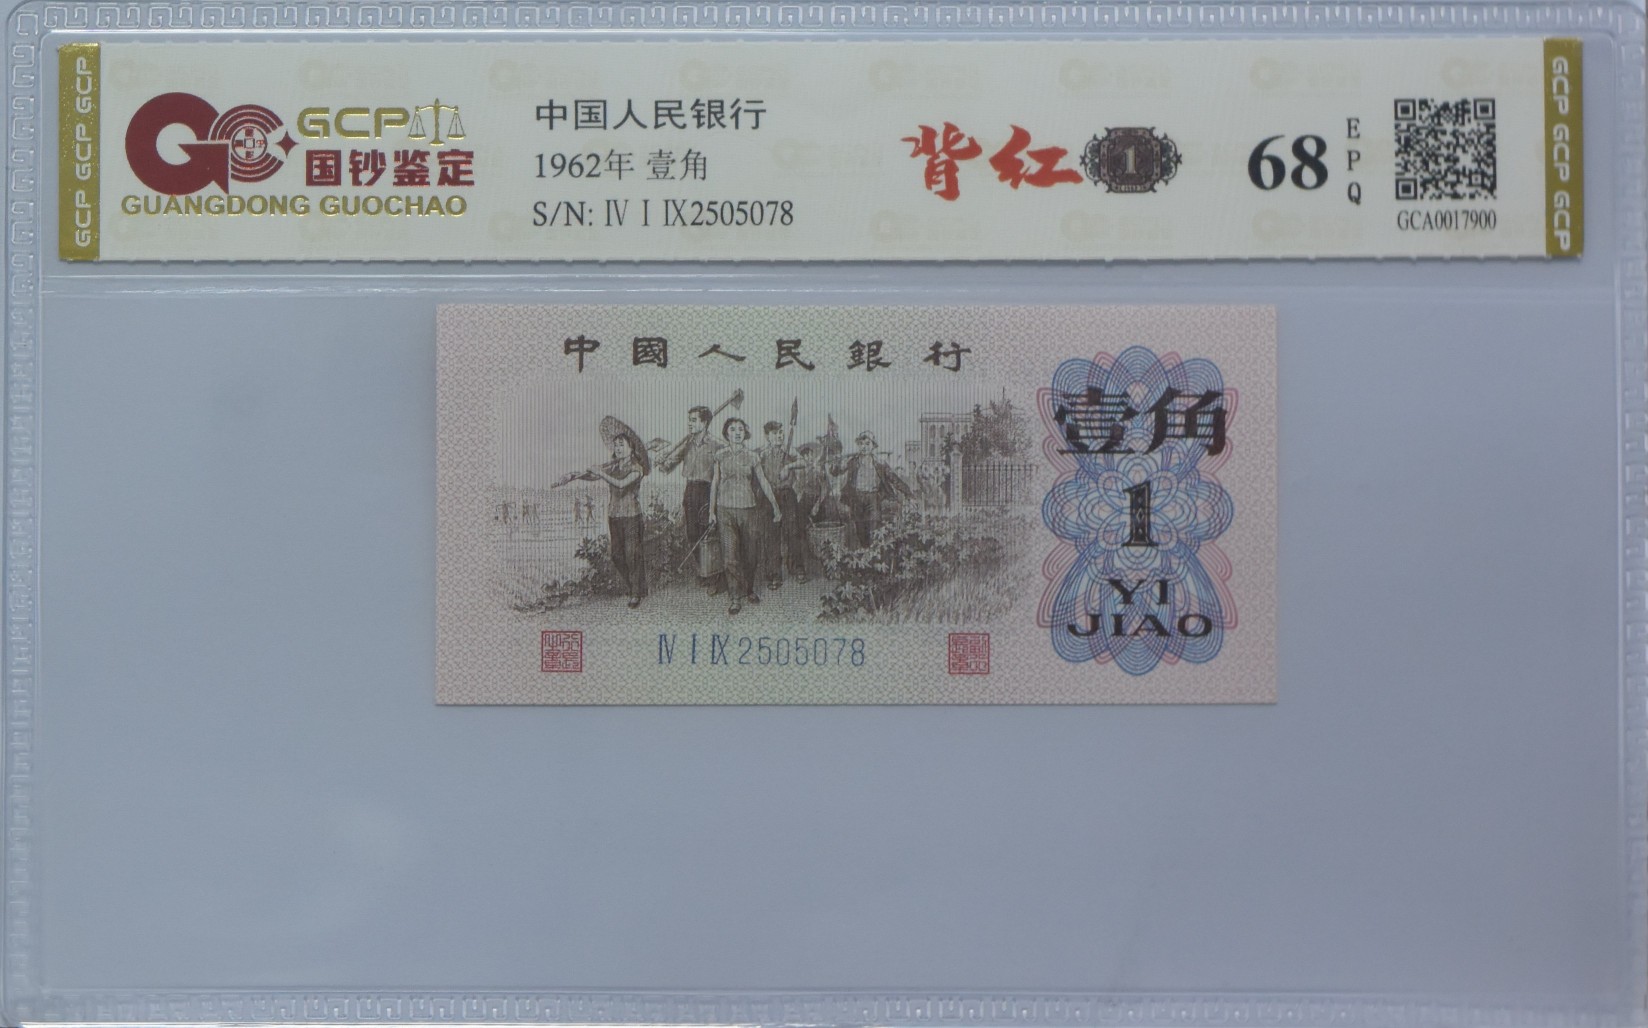 GCP GCP GCP
GCP
国钞鉴定
GUANGDONG GUOCHAO
中国人民银行
1962年 壹角
S/N: Ⅳ Ⅰ Ⅸ2505078
背红
1
68
EPQ
GCA0017900
GCP GCP GCP
中國人民銀行
壹角
1
YI
JIAO
Ⅳ Ⅰ Ⅸ2505078